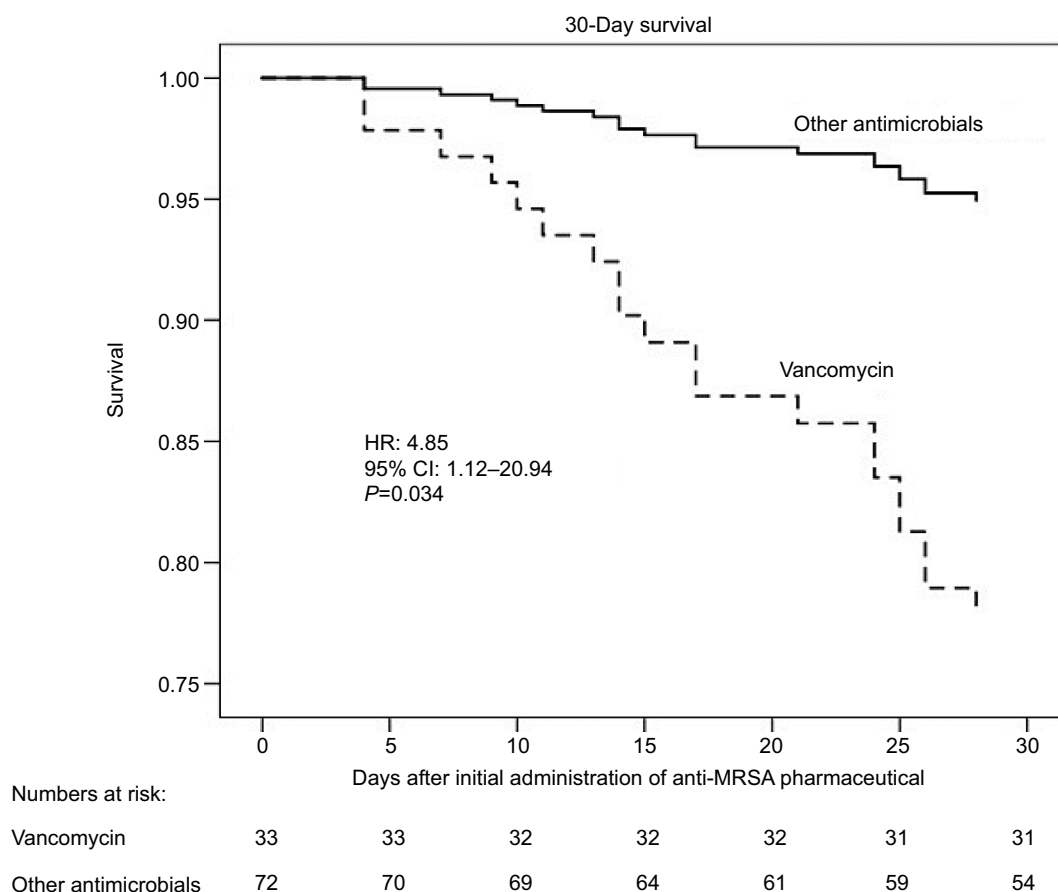 30-Day survival
1.00
0.95
0.90
0.85
0.80
0.75
Survival
Other antimicrobials
Vancomycin
HR: 4.85
95% CI: 1.12–20.94
P=0.034
0 5 10 15 20 25 30
Days after initial administration of anti-MRSA pharmaceutical
Numbers at risk:
Vancomycin 33 33 32 32 32 31 31
Other antimicrobials 72 70 69 64 61 59 54